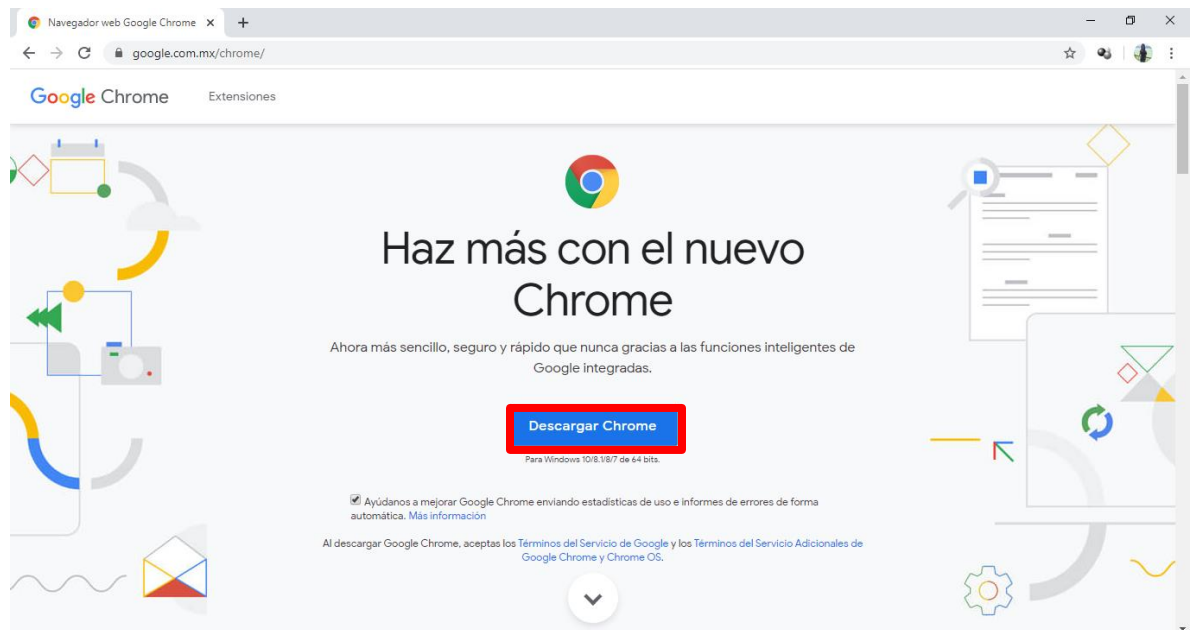 Navegador web Google Chrome
google.com.mx/chrome/
Google Chrome Extensiones
Haz más con el nuevo
Chrome
Ahora más sencillo, seguro y rápido que nunca gracias a las funciones inteligentes de
Google integradas.
Descargar Chrome
Para Windows 10/8.1/8/7 de 64 bits.
Ayúdanos a mejorar Google Chrome enviando estadísticas de uso e informes de errores de forma
automática. Más información
Al descargar Google Chrome, aceptas los Términos del Servicio de Google y los Términos del Servicio Adicionales de
Google Chrome y Chrome OS.